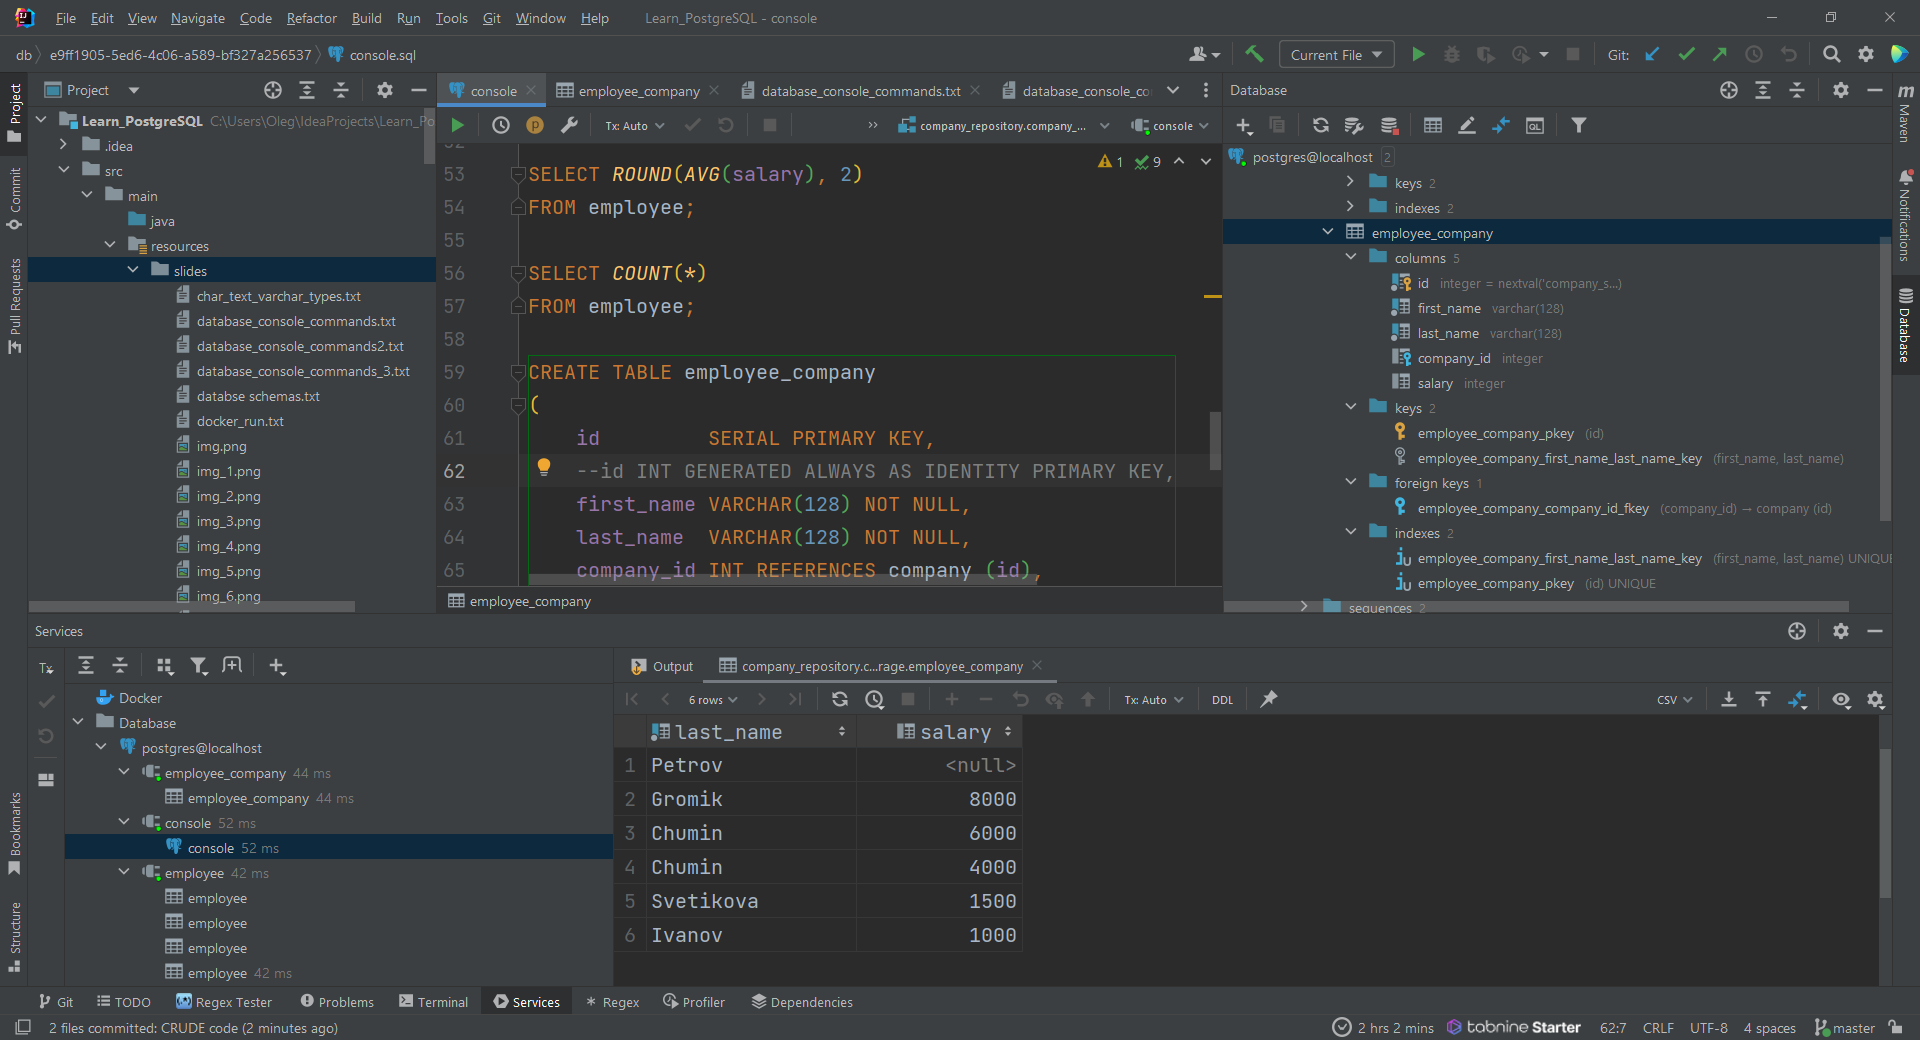 File Edit View Navigate Code Refactor Build Run Tools Git Window Help Learn_PostgreSQL - console
db e9ff1905-5ed6-4c06-a589-bf327a256537 console.sql Current File Git:
Project
console employee_company database_console_commands.txt database_console_co
Database
Learn_PostgreSQL C:\Users\Oleg\IdeaProjects\Learn_Po
.idea
src
main
java
resources
slides
char_text_varchar_types.txt
database_console_commands.txt
database_console_commands2.txt
database_console_commands_3.txt
databse schemas.txt
docker_run.txt
img.png
img_1.png
img_2.png
img_3.png
img_4.png
img_5.png
img_6.png
Project
Commit
Pull Requests
Bookmarks
Structure
Tx: Auto company_repository.company_... console
1 9
53 SELECT ROUND(AVG(salary), 2)
54 FROM employee;
55
56 SELECT COUNT(*)
57 FROM employee;
58
59 CREATE TABLE employee_company
60 (
61 id SERIAL PRIMARY KEY,
62 --id INT GENERATED ALWAYS AS IDENTITY PRIMARY KEY,
63 first_name VARCHAR(128) NOT NULL,
64 last_name VARCHAR(128) NOT NULL,
65 company_id INT REFERENCES company (id),
employee_company
postgres@localhost 2
keys 2
indexes 2
employee_company
columns 5
id integer = nextval('company_s...)
first_name varchar(128)
last_name varchar(128)
company_id integer
salary integer
keys 2
employee_company_pkey (id)
employee_company_first_name_last_name_key (first_name, last_name)
foreign keys 1
employee_company_company_id_fkey (company_id) → company (id)
indexes 2
employee_company_first_name_last_name_key (first_name, last_name) UNIQUE
employee_company_pkey (id) UNIQUE
sequences 2
Maven
Notifications
Database
Services
Tx
Docker
Database
postgres@localhost
employee_company 44 ms
employee_company 44 ms
console 52 ms
console 52 ms
employee 42 ms
employee
employee
employee
employee 42 ms
Output company_repository.c...rage.employee_company
6 rows Tx: Auto DDL CSV
last_name salary
1 Petrov <null>
2 Gromik 8000
3 Chumin 6000
4 Chumin 4000
5 Svetikova 1500
6 Ivanov 1000
Git TODO Regex Tester Problems Terminal Services Regex Profiler Dependencies
2 files committed: CRUDE code (2 minutes ago) 2 hrs 2 mins tabnine Starter 62:7 CRLF UTF-8 4 spaces master